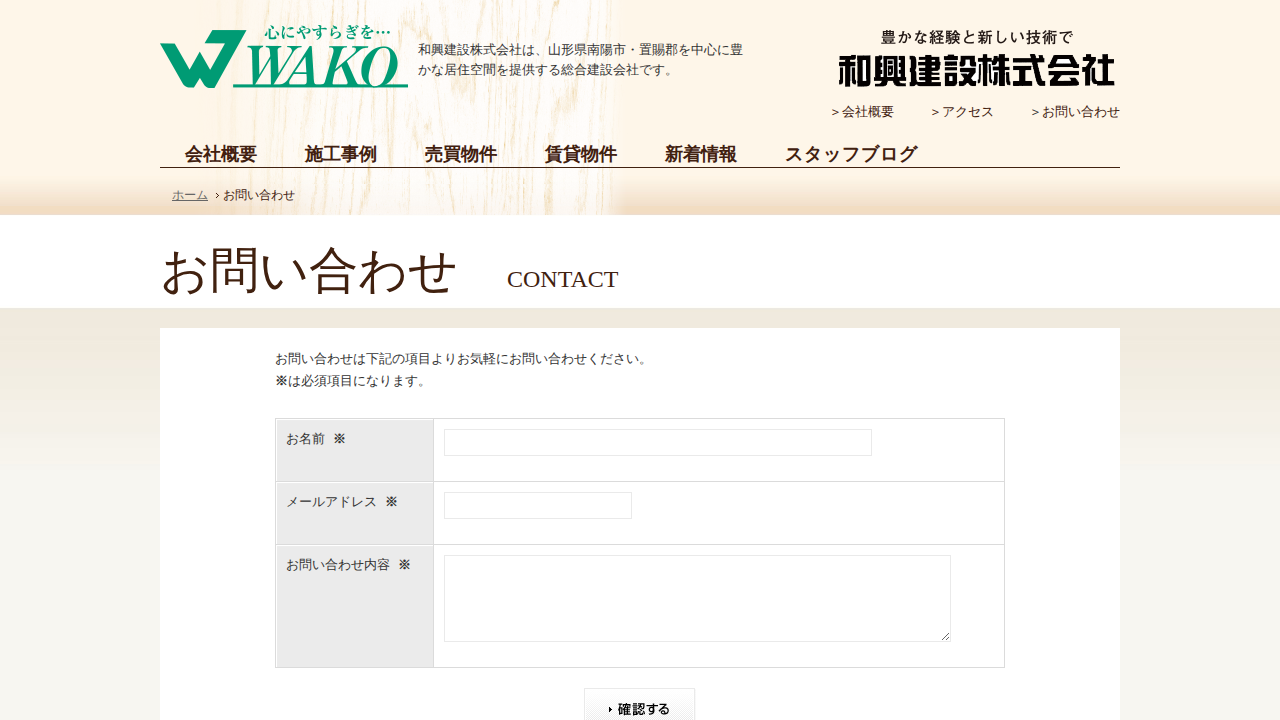 心にやすらぎを…
WAKO
和興建設株式会社は、山形県南陽市・置賜郡を中心に豊
かな居住空間を提供する総合建設会社です。
豊かな経験と新しい技術で
和興建設株式会社
＞会社概要 ＞アクセス ＞お問い合わせ
会社概要 施工事例 売買物件 賃貸物件 新着情報 スタッフブログ
ホーム お問い合わせ
お問い合わせ CONTACT
お問い合わせは下記の項目よりお気軽にお問い合わせください。
※は必須項目になります。
お名前 ※
メールアドレス ※
お問い合わせ内容 ※
確認する